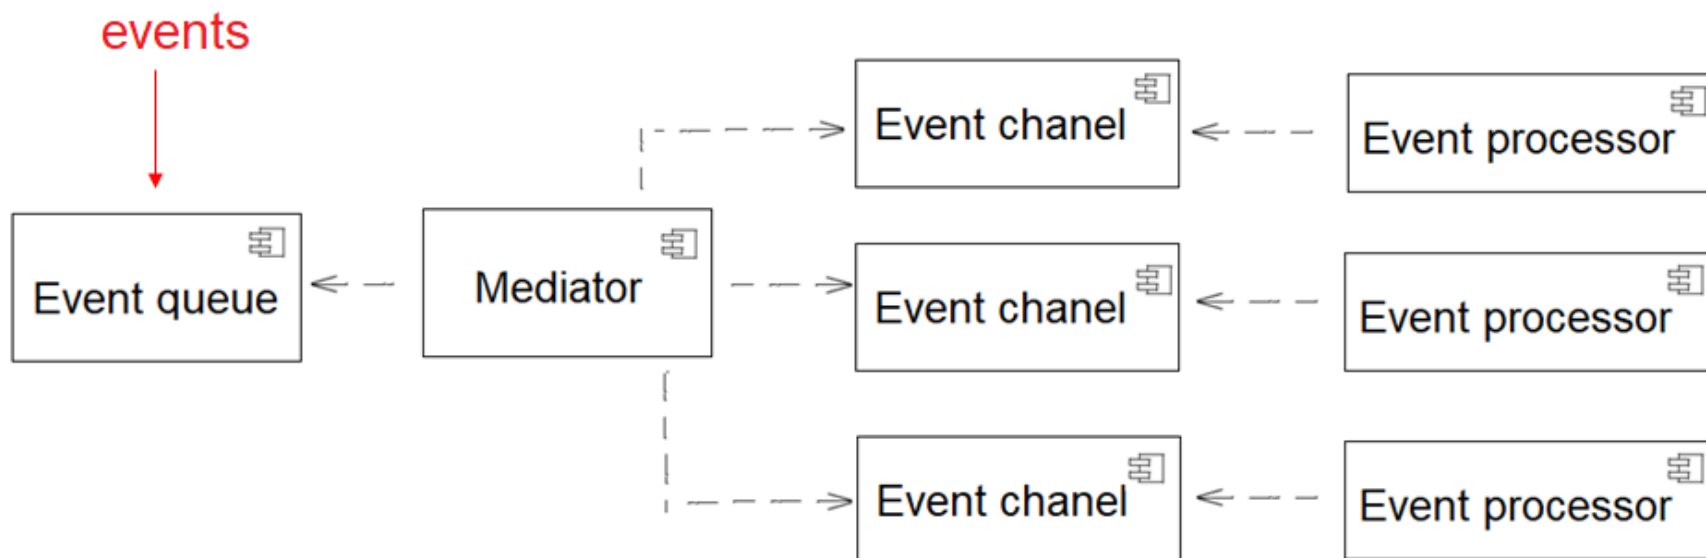 events
Event queue
Mediator
Event chanel
Event processor
Event chanel
Event processor
Event chanel
Event processor